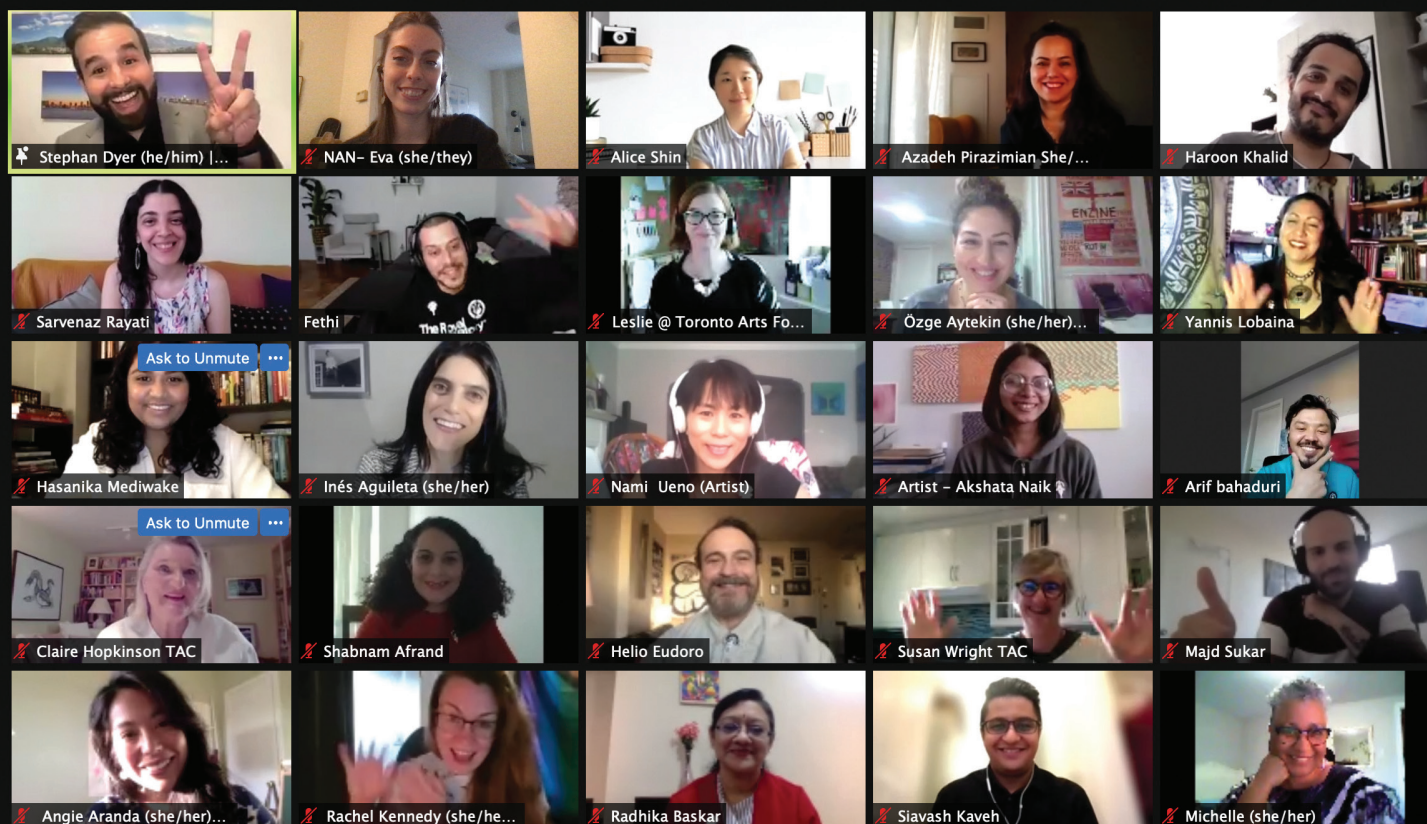 Stephan Dyer (he/him) |...
NAN- Eva (she/they)
Alice Shin
Azadeh Pirazimian She/...
Haroon Khalid
ENZINE
Sarvenaz Rayati
Fethi
Leslie @ Toronto Arts Fo...
Özge Aytekin (she/her)...
Yannis Lobaina
Ask to Unmute ...
Hasanika Mediwake
Inés Aguileta (she/her)
Nami Ueno (Artist)
Artist – Akshata Naik
Arif bahaduri
Ask to Unmute ...
Claire Hopkinson TAC
Shabnam Afrand
Helio Eudoro
Susan Wright TAC
Majd Sukar
Angie Aranda (she/her)...
Rachel Kennedy (she/he...
Radhika Baskar
Siavash Kaveh
Michelle (she/her)